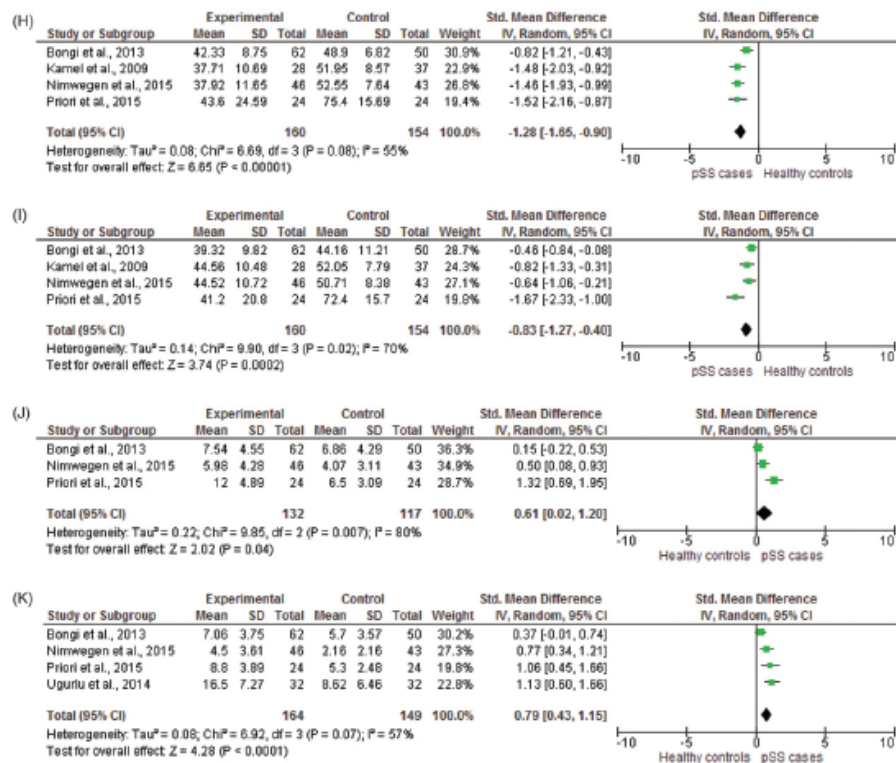 (H) Experimental Control Std. Mean Difference Std. Mean Difference
Study or Subgroup Mean SD Total Mean SD Total Weight IV, Random, 95% CI IV, Random, 95% CI
Bongi et al., 2013 42.33 8.75 62 48.9 6.82 50 30.9% -0.82 [-1.21, -0.43]
Kamel et al., 2009 37.71 10.69 28 51.95 8.57 37 22.9% -1.48 [-2.03, -0.92]
Nimwegen et al., 2015 37.92 11.65 46 52.55 7.64 43 26.8% -1.46 [-1.93, -0.99]
Priori et al., 2015 43.6 24.59 24 75.4 15.69 24 19.4% -1.52 [-2.16, -0.87]
Total (95% CI) 160 154 100.0% -1.28 [-1.65, -0.90]
Heterogeneity: Tau² = 0.08; Chi² = 6.69, df = 3 (P = 0.08); I² = 55%
Test for overall effect: Z = 6.65 (P < 0.00001)
-10 -5 0 5 10
pSS cases Healthy controls
(I) Experimental Control Std. Mean Difference Std. Mean Difference
Study or Subgroup Mean SD Total Mean SD Total Weight IV, Random, 95% CI IV, Random, 95% CI
Bongi et al., 2013 39.32 9.82 62 44.16 11.21 50 28.7% -0.46 [-0.84, -0.08]
Kamel et al., 2009 44.56 10.48 28 52.05 7.79 37 24.3% -0.82 [-1.33, -0.31]
Nimwegen et al., 2015 44.52 10.72 46 50.71 8.38 43 27.1% -0.64 [-1.06, -0.21]
Priori et al., 2015 41.2 20.8 24 72.4 15.7 24 19.8% -1.67 [-2.33, -1.00]
Total (95% CI) 160 154 100.0% -0.83 [-1.27, -0.40]
Heterogeneity: Tau² = 0.14; Chi² = 9.90, df = 3 (P = 0.02); I² = 70%
Test for overall effect: Z = 3.74 (P = 0.0002)
-10 -5 0 5 10
pSS cases Healthy controls
(J) Experimental Control Std. Mean Difference Std. Mean Difference
Study or Subgroup Mean SD Total Mean SD Total Weight IV, Random, 95% CI IV, Random, 95% CI
Bongi et al., 2013 7.54 4.55 62 6.86 4.29 50 36.3% 0.15 [-0.22, 0.53]
Nimwegen et al., 2015 5.98 4.28 46 4.07 3.11 43 34.9% 0.50 [0.08, 0.93]
Priori et al., 2015 12 4.89 24 6.5 3.09 24 28.7% 1.32 [0.69, 1.95]
Total (95% CI) 132 117 100.0% 0.61 [0.02, 1.20]
Heterogeneity: Tau² = 0.22; Chi² = 9.85, df = 2 (P = 0.007); I² = 80%
Test for overall effect: Z = 2.02 (P = 0.04)
-10 -5 0 5 10
Healthy controls pSS cases
(K) Experimental Control Std. Mean Difference Std. Mean Difference
Study or Subgroup Mean SD Total Mean SD Total Weight IV, Random, 95% CI IV, Random, 95% CI
Bongi et al., 2013 7.06 3.75 62 5.7 3.57 50 30.2% 0.37 [-0.01, 0.74]
Nimwegen et al., 2015 4.5 3.61 46 2.16 2.16 43 27.3% 0.77 [0.34, 1.21]
Priori et al., 2015 8.8 3.89 24 5.3 2.48 24 19.8% 1.06 [0.45, 1.66]
Ugurlu et al., 2014 16.5 7.27 32 8.62 6.46 32 22.8% 1.13 [0.60, 1.66]
Total (95% CI) 164 149 100.0% 0.79 [0.43, 1.15]
Heterogeneity: Tau² = 0.08; Chi² = 6.92, df = 3 (P = 0.07); I² = 57%
Test for overall effect: Z = 4.28 (P < 0.0001)
-10 -5 0 5 10
Healthy controls pSS cases